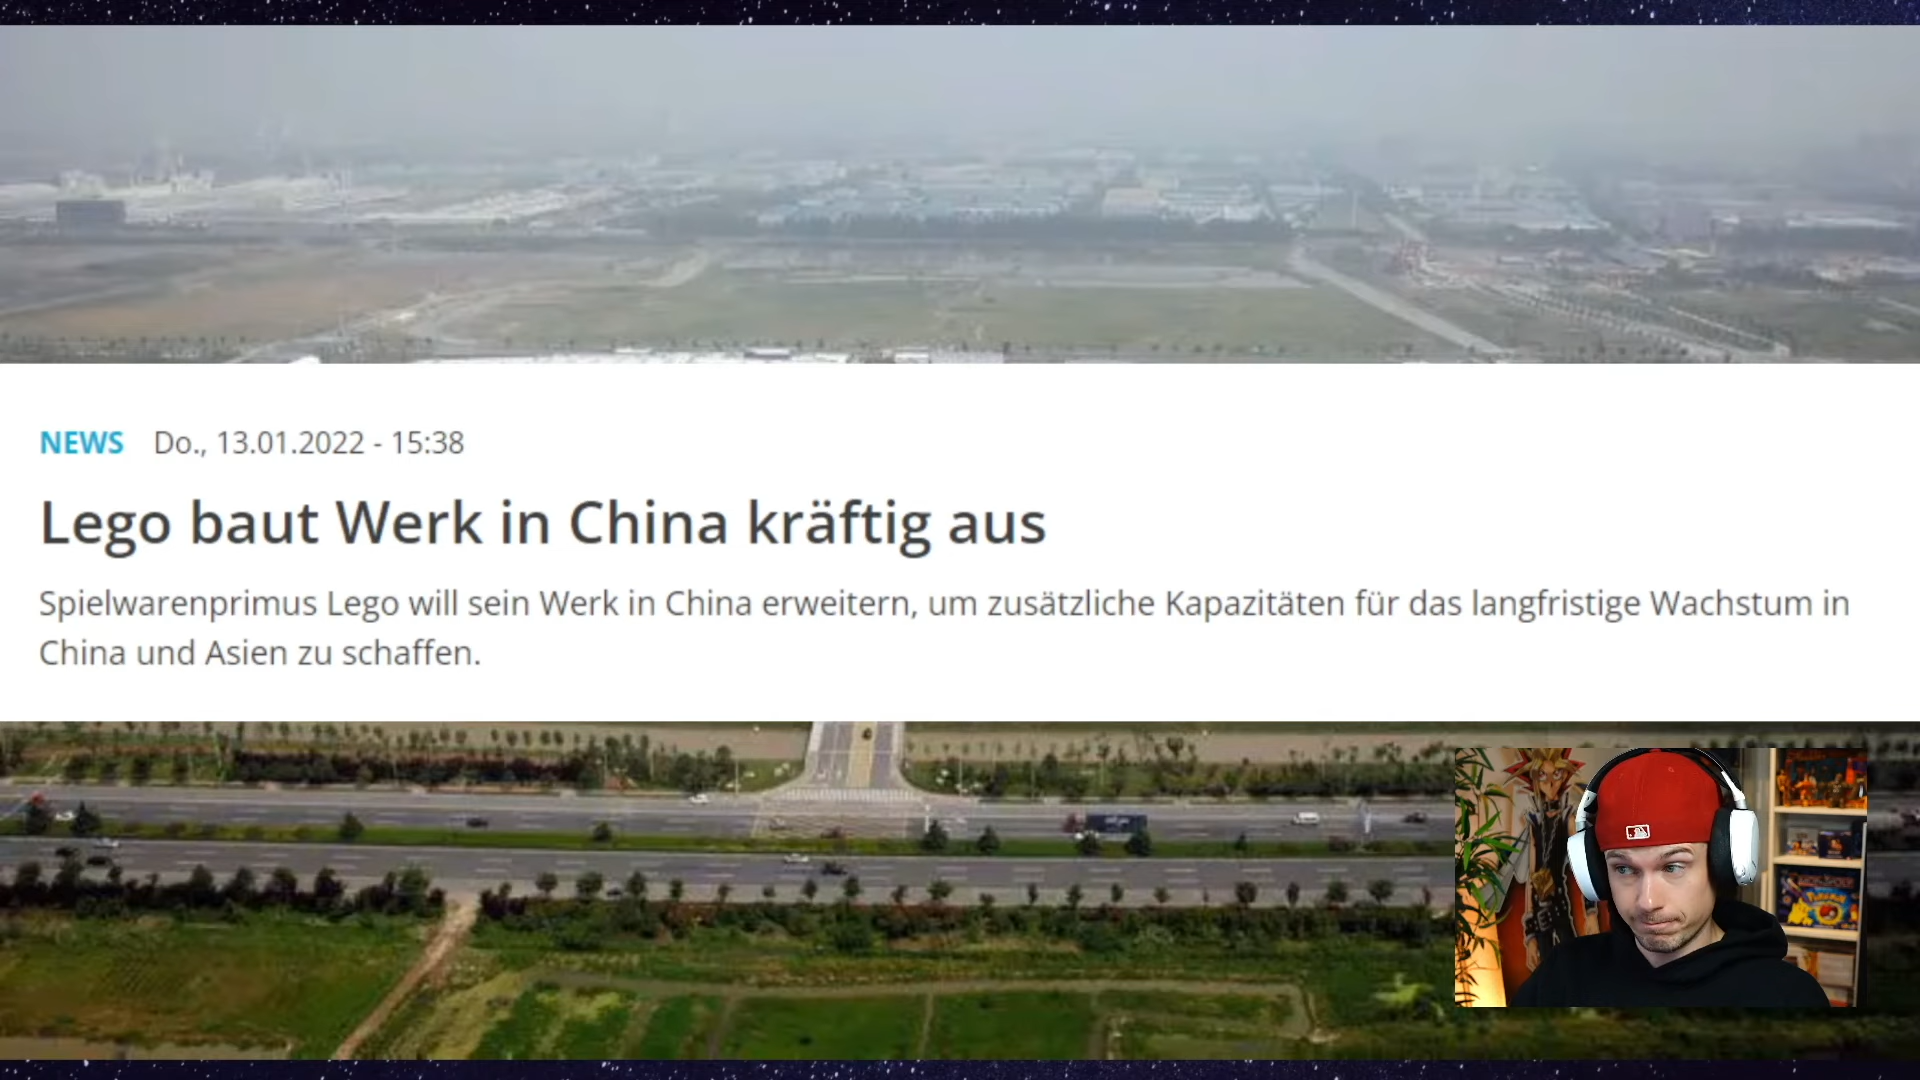 NEWS Do., 13.01.2022 - 15:38
Lego baut Werk in China kräftig aus
Spielwarenprimus Lego will sein Werk in China erweitern, um zusätzliche Kapazitäten für das langfristige Wachstum in
China und Asien zu schaffen.